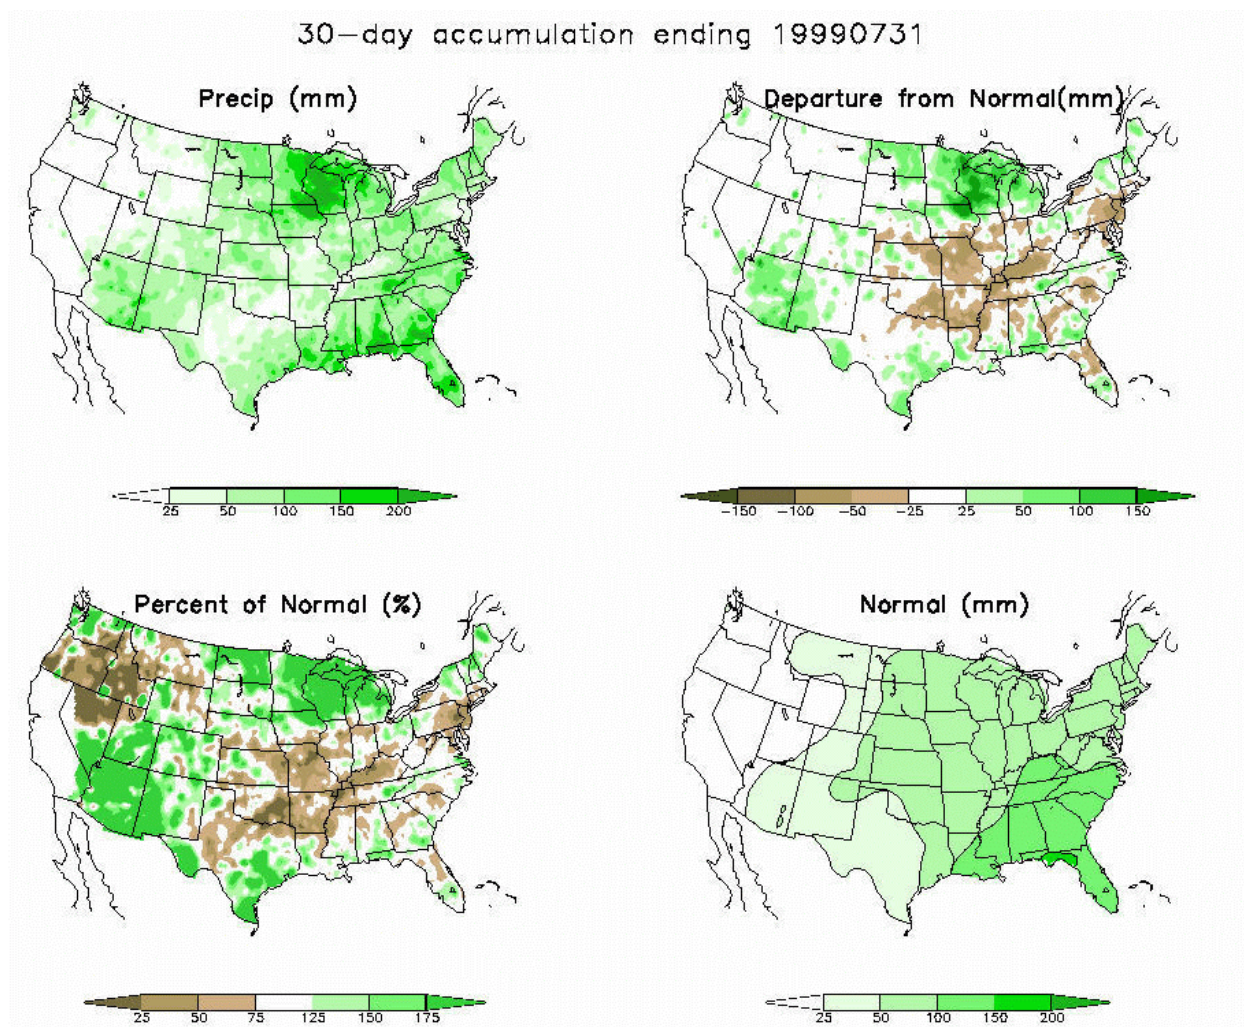 30-day accumulation ending 19990731
Precip (mm)
Departure from Normal(mm)
25 50 100 150 200
-150 -100 -50 -25 25 50 100 150
Percent of Normal (%)
Normal (mm)
25 50 75 125 150 175
25 50 100 150 200